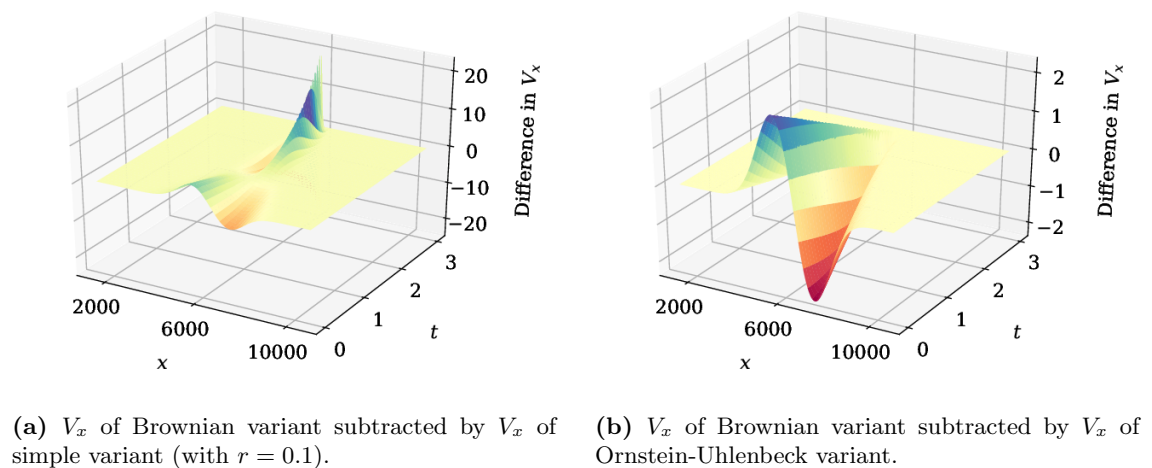 20
10
0
−10
−20
Difference in Vₓ
3
2
1
0
t
2000
6000
10000
x
2
1
0
−1
−2
Difference in Vₓ
3
2
1
0
t
2000
6000
10000
x
(a) Vₓ of Brownian variant subtracted by Vₓ of
simple variant (with r = 0.1).
(b) Vₓ of Brownian variant subtracted by Vₓ of
Ornstein-Uhlenbeck variant.